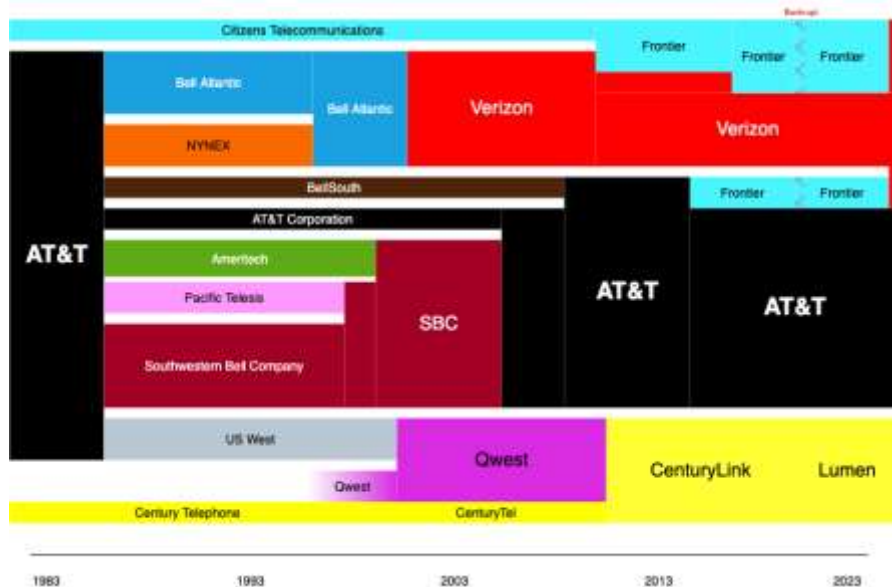 Bankrupt
Citizens Telecommunications
Frontier
Frontier
Frontier
Bell Atlantic
Bell Atlantic
Verizon
Verizon
NYNEX
BellSouth
Frontier
Frontier
AT&T Corporation
AT&T
Ameritech
AT&T
AT&T
Pacific Telesis
SBC
Southwestern Bell Company
US West
Qwest
CenturyLink
Lumen
Qwest
Century Telephone
CenturyTel
1983
1993
2003
2013
2023